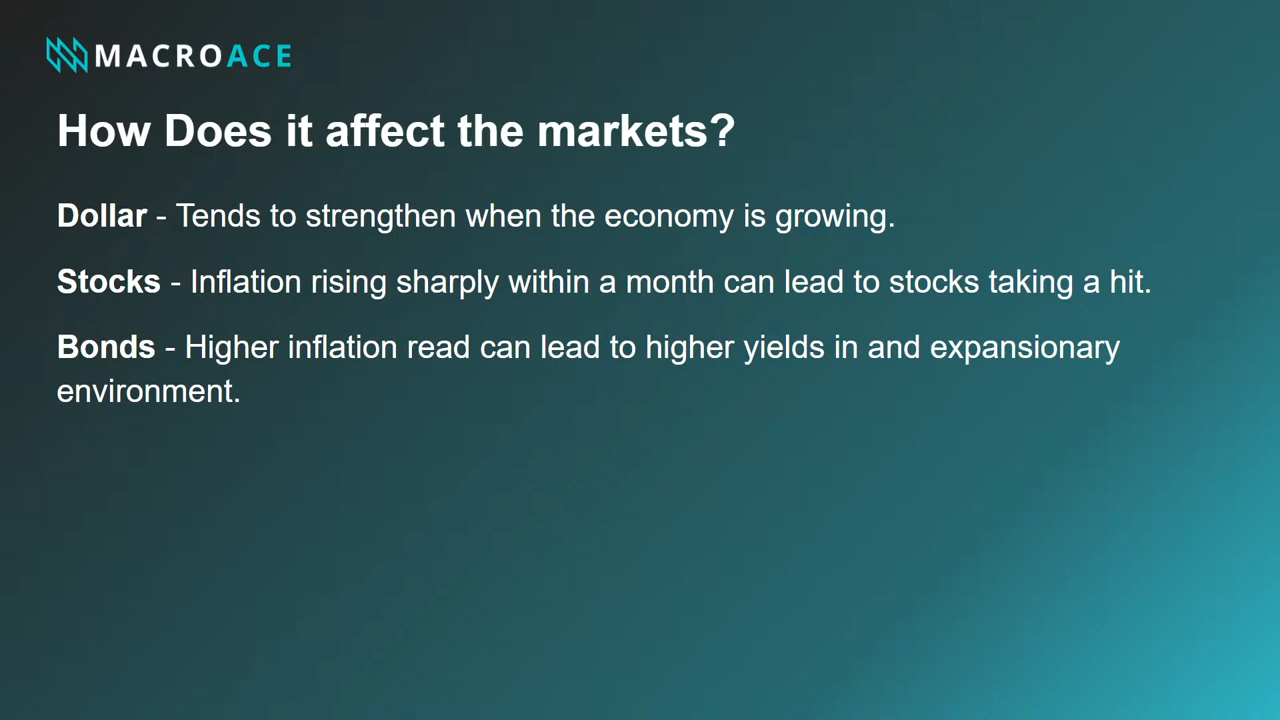 MACROACE
How Does it affect the markets?
Dollar - Tends to strengthen when the economy is growing.
Stocks - Inflation rising sharply within a month can lead to stocks taking a hit.
Bonds - Higher inflation read can lead to higher yields in and expansionary
environment.